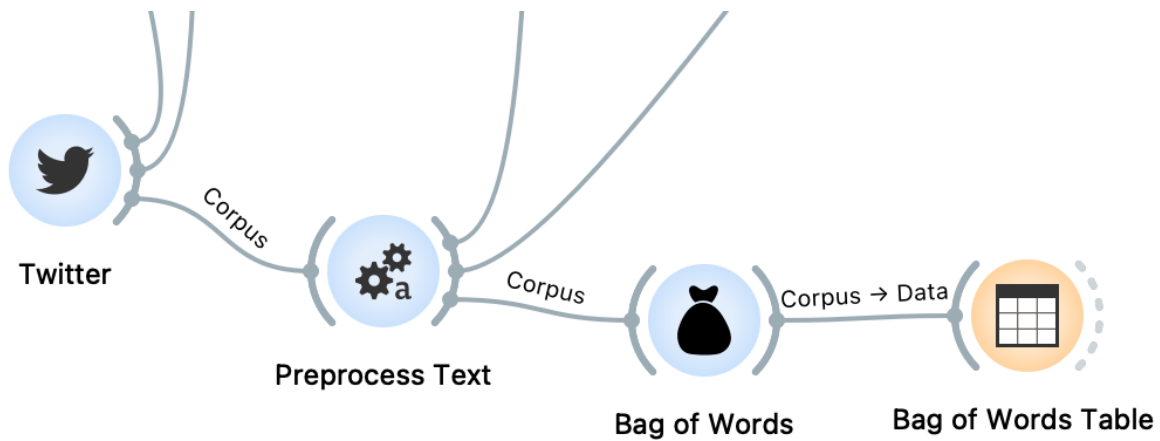 Corpus
Twitter
a
Corpus
Preprocess Text
Corpus → Data
Bag of Words
Bag of Words Table